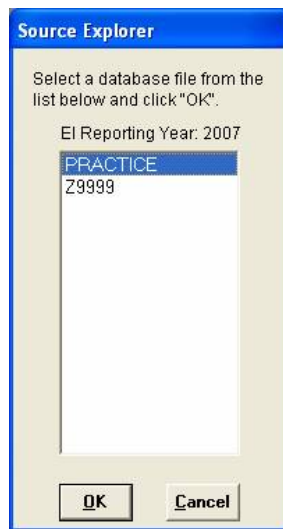 Source Explorer
Select a database file from the
list below and click "OK".
EI Reporting Year: 2007
PRACTICE
Z9999
OK
Cancel